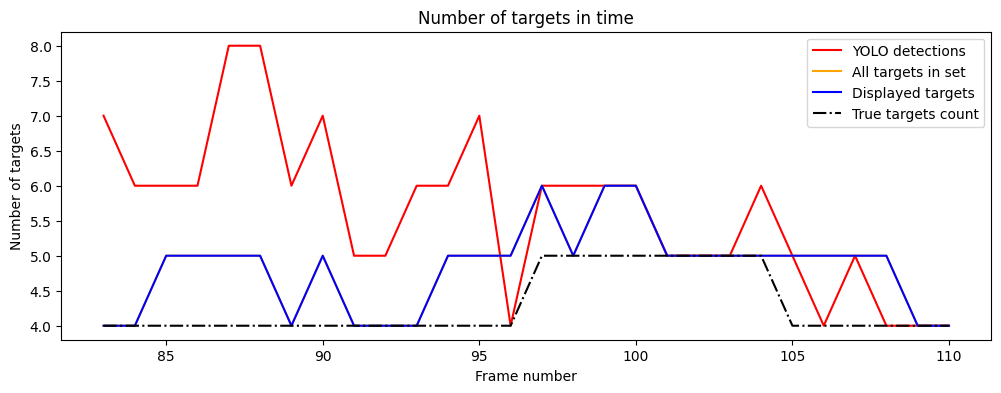 Number of targets in time
Number of targets
8.0
7.5
7.0
6.5
6.0
5.5
5.0
4.5
4.0
YOLO detections
All targets in set
Displayed targets
True targets count
85
90
95
100
105
110
Frame number